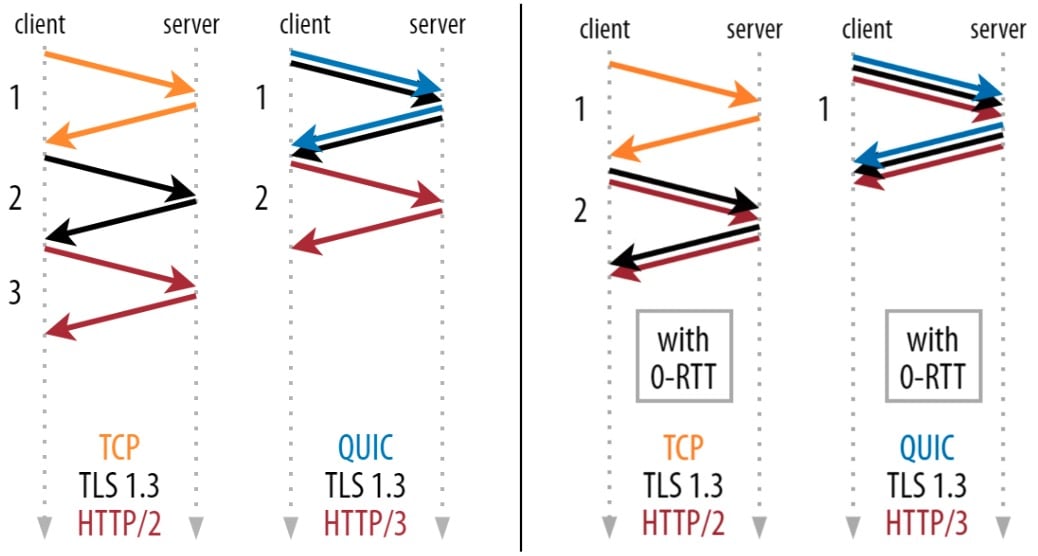 client server
1
2
3
TCP
TLS 1.3
HTTP/2
client server
1
2
QUIC
TLS 1.3
HTTP/3
client server
1
2
with
0-RTT
TCP
TLS 1.3
HTTP/2
client server
1
with
0-RTT
QUIC
TLS 1.3
HTTP/3